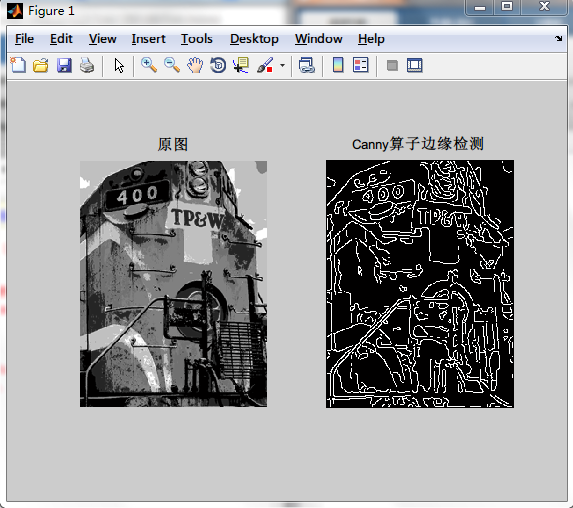 Figure 1
File Edit View Insert Tools Desktop Window Help
原图
Canny算子边缘检测
400
TP&W
400
TP&W